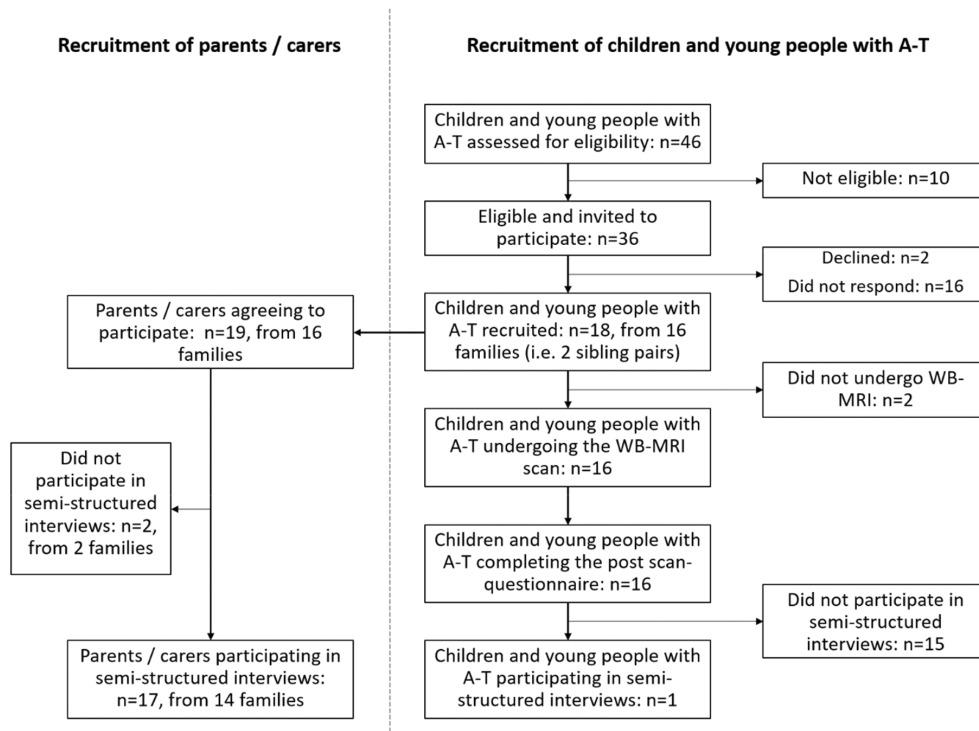 Recruitment of parents / carers
Recruitment of children and young people with A-T
Children and young people with
A-T assessed for eligibility: n=46
Not eligible: n=10
Eligible and invited to
participate: n=36
Declined: n=2
Did not respond: n=16
Parents / carers agreeing to
participate:  n=19, from 16
families
Children and young people with
A-T recruited: n=18, from 16
families (i.e. 2 sibling pairs)
Did not undergo WB-
MRI: n=2
Children and young people with
A-T undergoing the WB-MRI
scan: n=16
Did not
participate in
semi-structured
interviews: n=2,
from 2 families
Children and young people with
A-T completing the post scan-
questionnaire: n=16
Did not participate in
semi-structured
interviews: n=15
Parents / carers participating in
semi-structured interviews:
n=17, from 14 families
Children and young people with
A-T participating in semi-
structured interviews: n=1